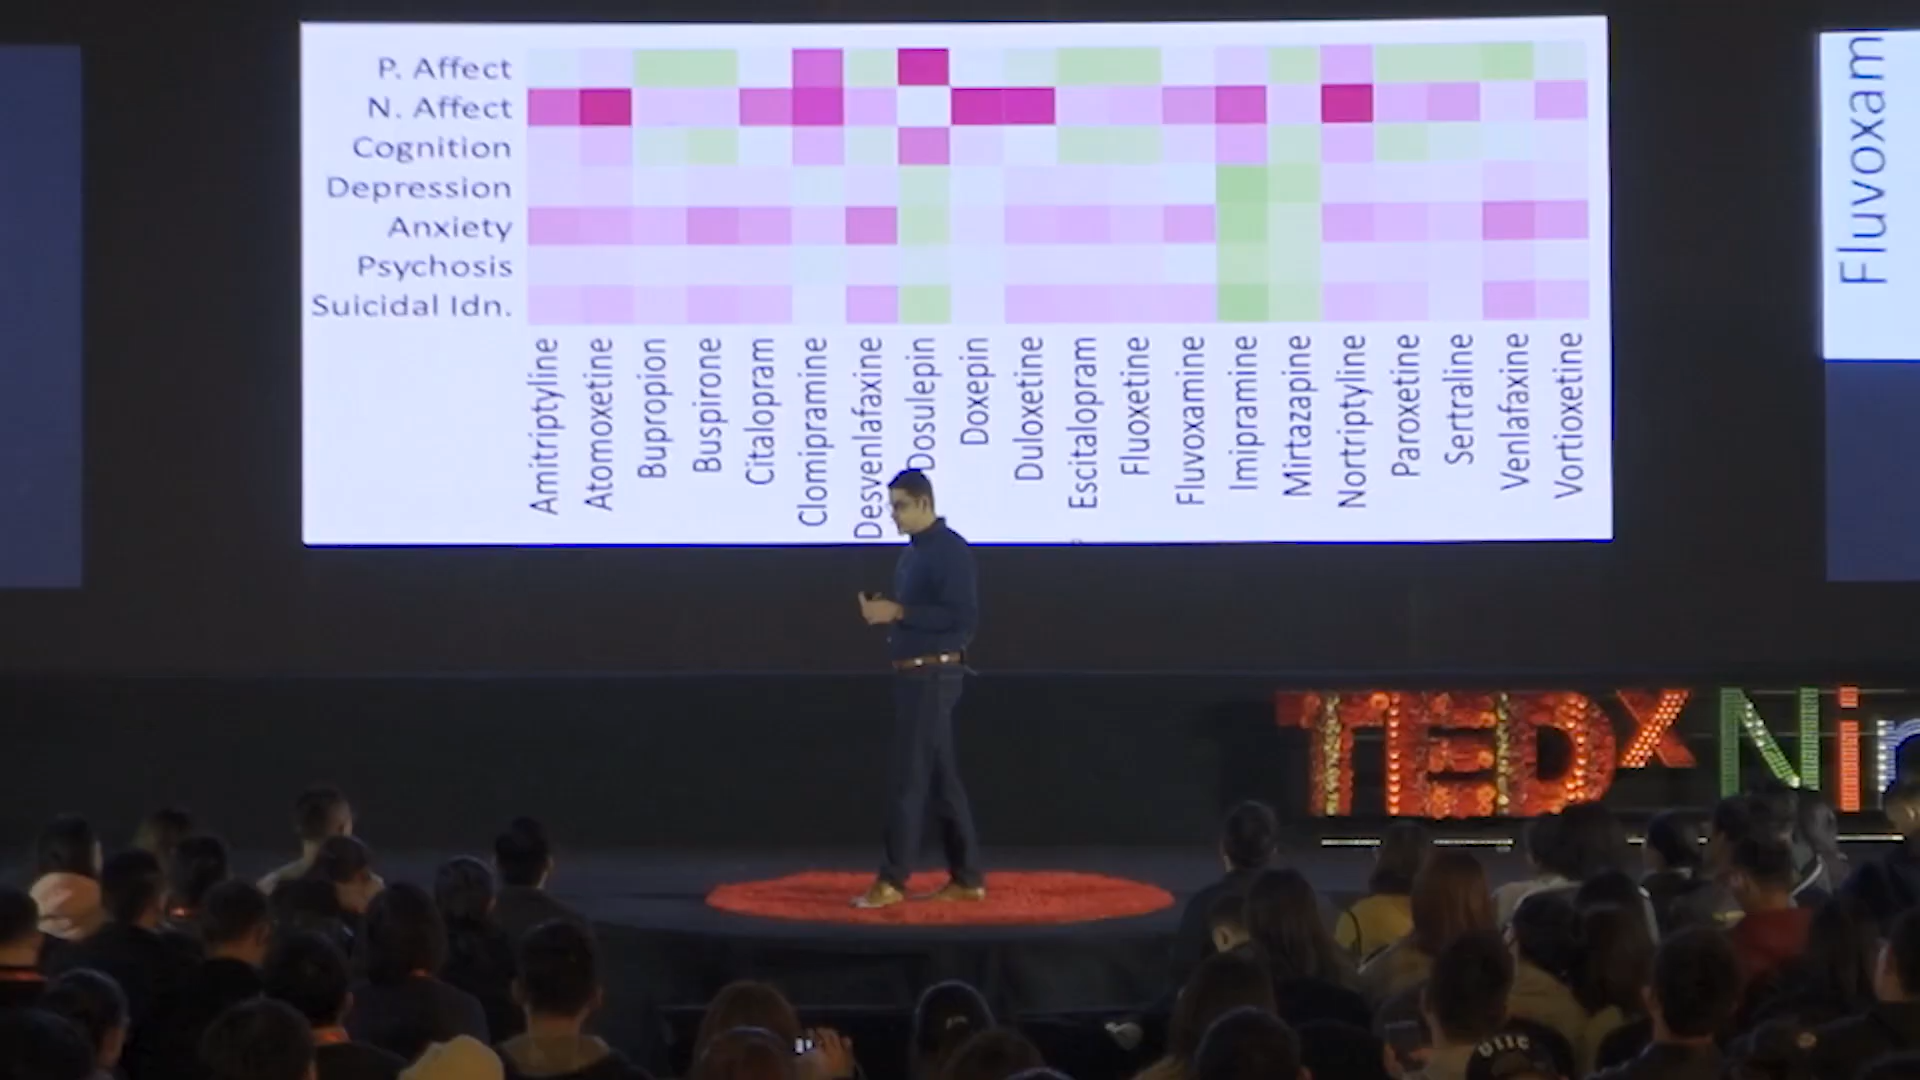 P. Affect
N. Affect
Cognition
Depression
Anxiety
Psychosis
Suicidal Idn.
Amitriptyline
Atomoxetine
Bupropion
Buspirone
Citalopram
Clomipramine
Desvenlafaxine
Dosulepin
Doxepin
Duloxetine
Escitalopram
Fluoxetine
Fluvoxamine
Imipramine
Mirtazapine
Nortriptyline
Paroxetine
Sertraline
Venlafaxine
Vortioxetine
Fluvoxam
TEDxNin